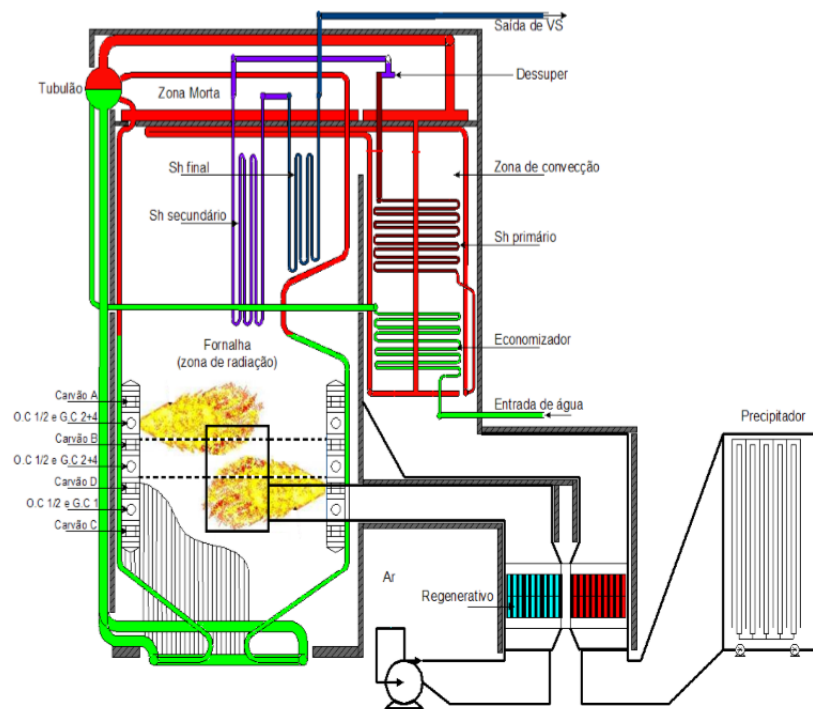 Saída de VS
Dessuper
Tubulão
Zona Morta
Sh final
Zona de convecção
Sh secundário
Sh primário
Fornalha
(zona de radiação)
Economizador
Carvão A
Entrada de água
Precipitador
O.C 1/2 e G.C 2+4
Carvão B
O.C 1/2 e G.C 2+4
Carvão D
O.C 1/2 e G.C 1
Carvão C
Ar
Regenerativo